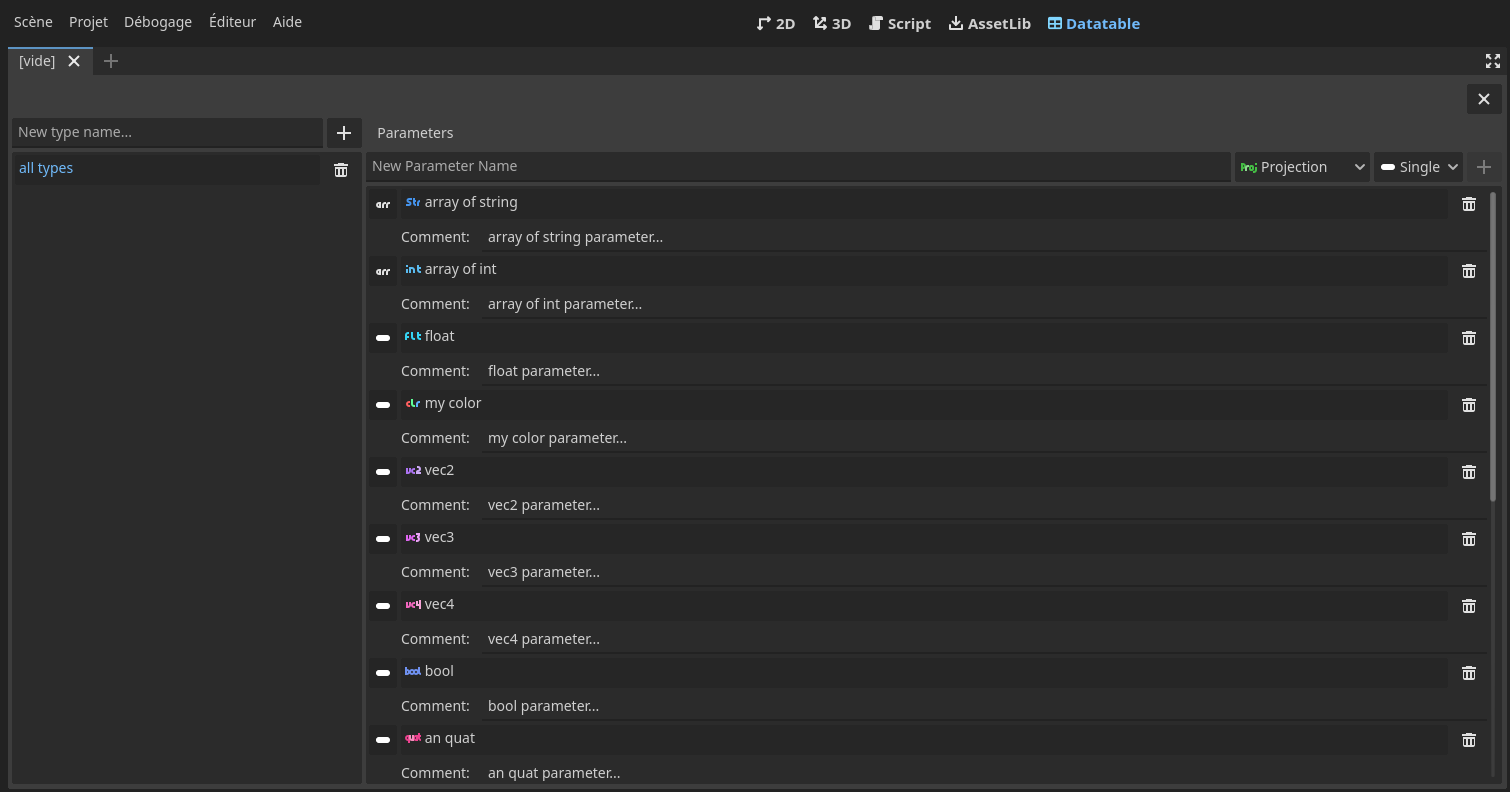 Scène Projet Débogage Éditeur Aide 2D 3D Script AssetLib Datatable
[vide]
New type name... Parameters
all types
New Parameter Name Proj Projection Single
arr Str array of string
Comment: array of string parameter...
arr int array of int
Comment: array of int parameter...
flt float
Comment: float parameter...
clr my color
Comment: my color parameter...
vc2 vec2
Comment: vec2 parameter...
vc3 vec3
Comment: vec3 parameter...
vc4 vec4
Comment: vec4 parameter...
bool bool
Comment: bool parameter...
quat an quat
Comment: an quat parameter...